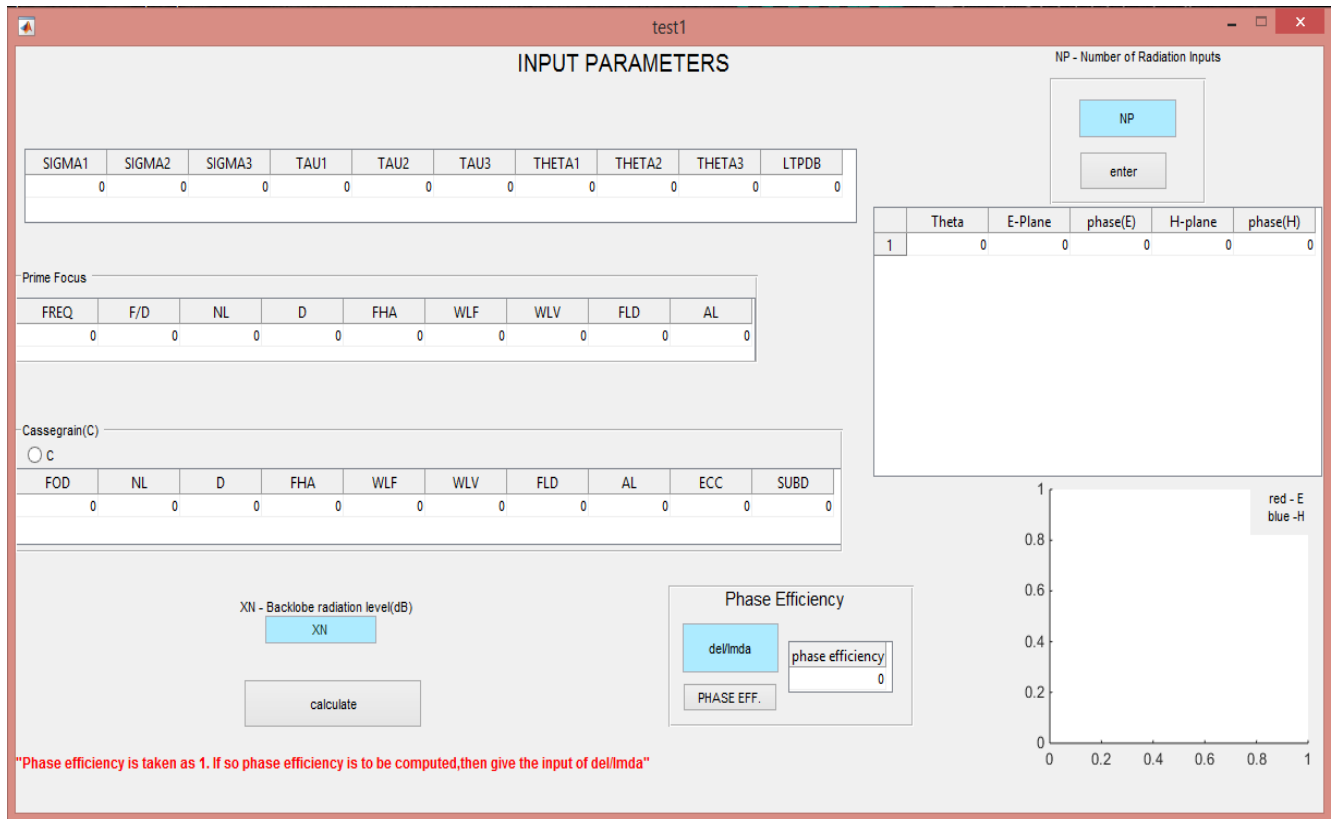 test1
INPUT PARAMETERS
NP - Number of Radiation Inputs
NP
enter
SIGMA1 SIGMA2 SIGMA3 TAU1 TAU2 TAU3 THETA1 THETA2 THETA3 LTPDB
0 0 0 0 0 0 0 0 0 0
Theta E-Plane phase(E) H-plane phase(H)
1 0 0 0 0 0
Prime Focus
FREQ F/D NL D FHA WLF WLV FLD AL
0 0 0 0 0 0 0 0 0
Cassegrain(C)
C
FOD NL D FHA WLF WLV FLD AL ECC SUBD
0 0 0 0 0 0 0 0 0 0
red - E
blue -H
1
0.8
0.6
0.4
0.2
0
0 0.2 0.4 0.6 0.8 1
XN - Backlobe radiation level(dB)
XN
calculate
Phase Efficiency
del/lmda
phase efficiency
0
PHASE EFF.
"Phase efficiency is taken as 1. If so phase efficiency is to be computed,then give the input of del/lmda"